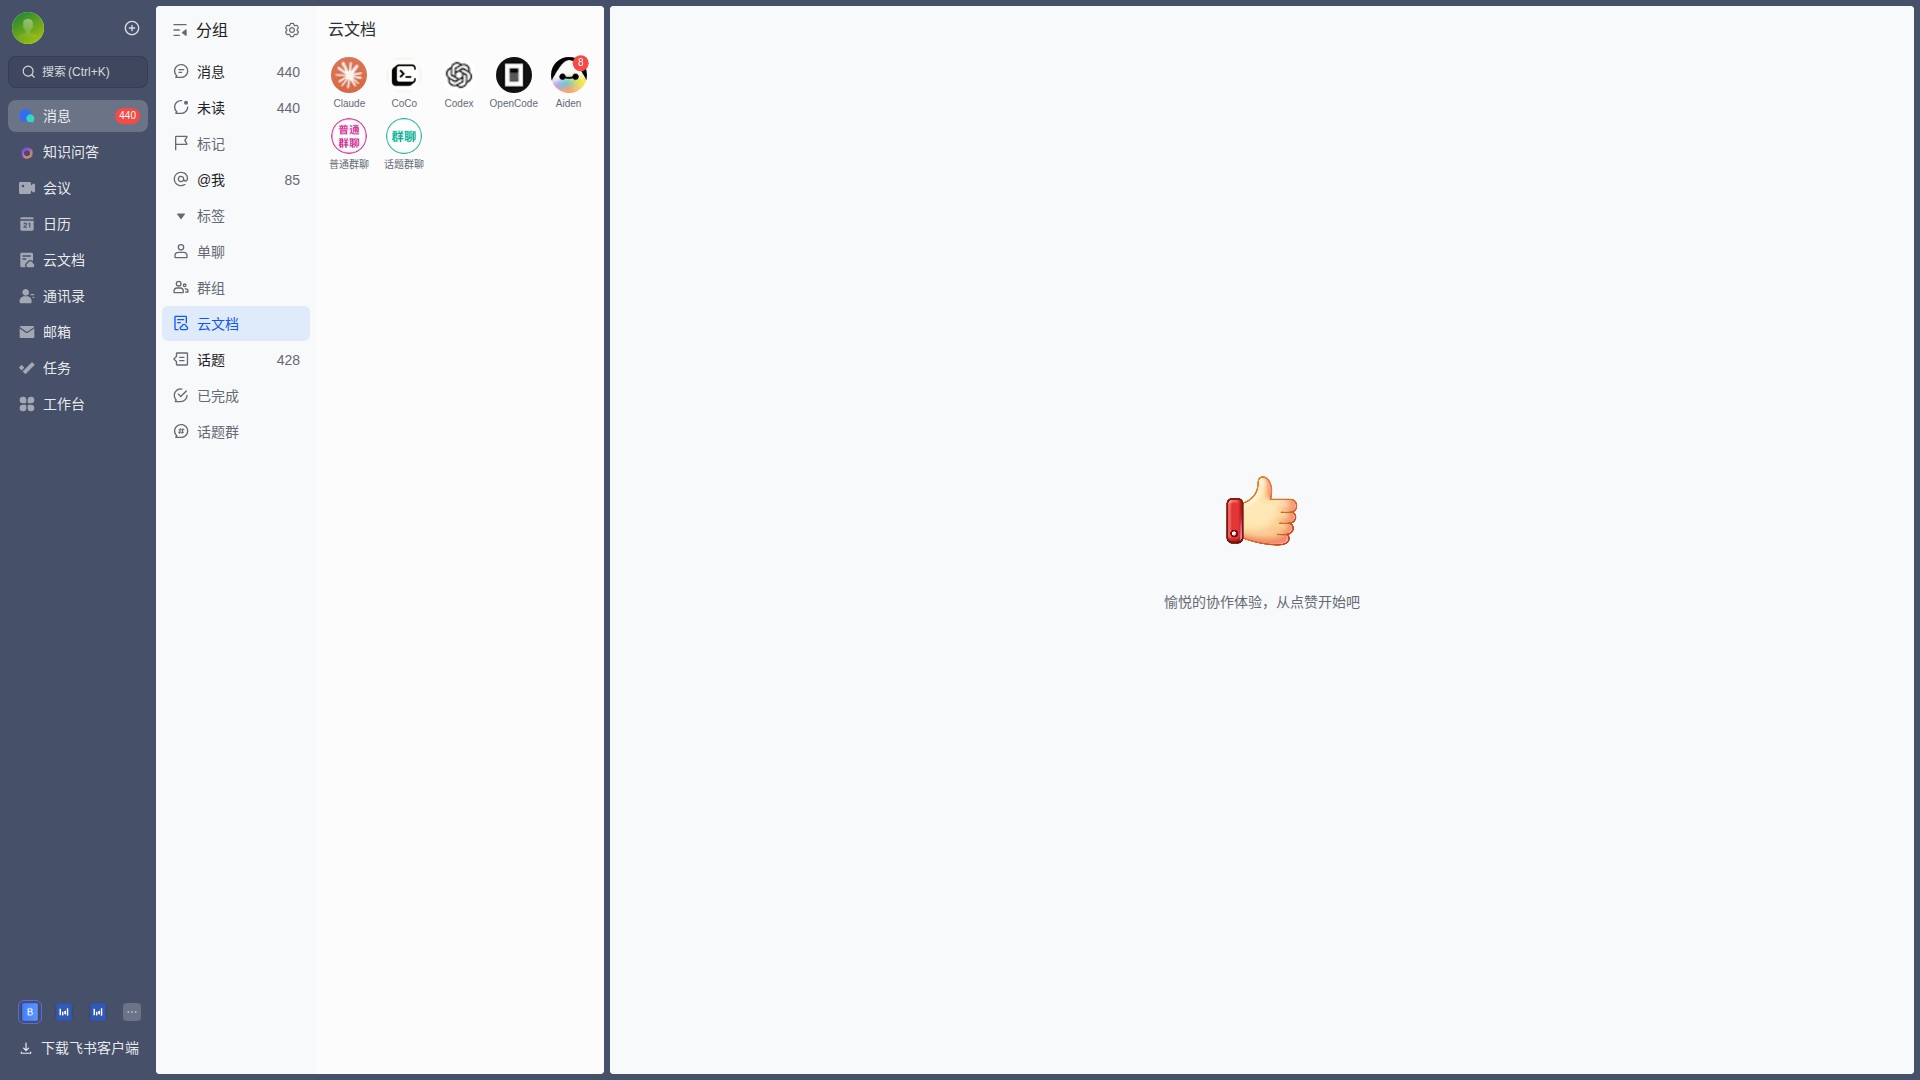 搜索 (Ctrl+K)
消息 440
知识问答
会议
日历
云文档
通讯录
邮箱
任务
工作台
B
下载飞书客户端
分组
消息 440
未读 440
标记
@我 85
标签
单聊
群组
云文档
话题 428
已完成
话题群
云文档
8
Claude CoCo Codex OpenCode Aiden
普通
群聊
群聊
普通群聊 话题群聊
愉悦的协作体验，从点赞开始吧